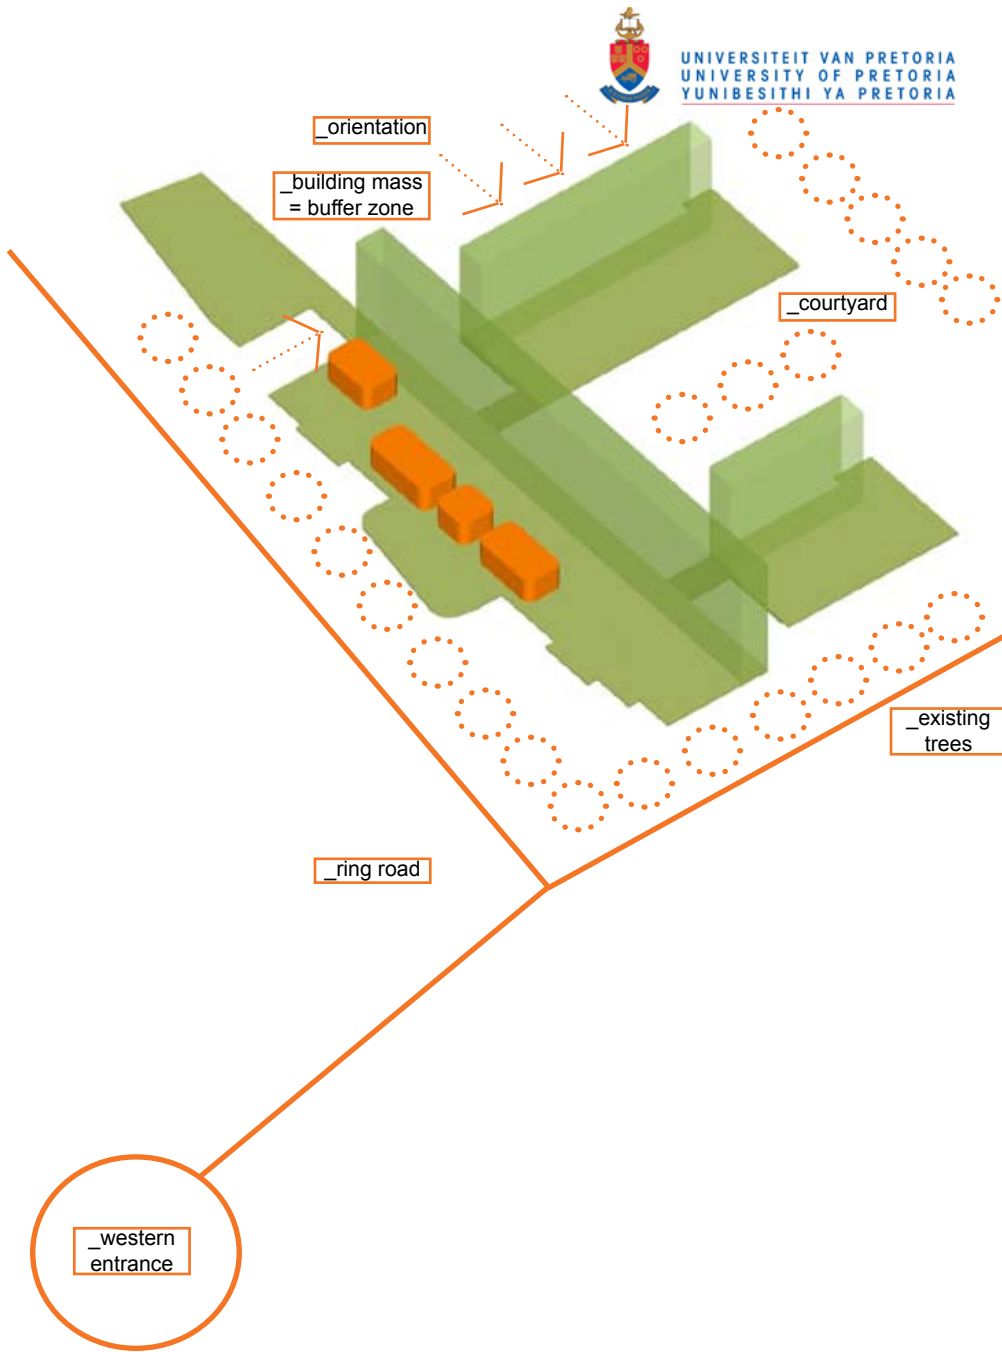 UNIVERSITEIT VAN PRETORIA
UNIVERSITY OF PRETORIA
YUNIBESITHI YA PRETORIA
_orientation
_building mass
= buffer zone
_courtyard
_existing
trees
_ring road
_western
entrance